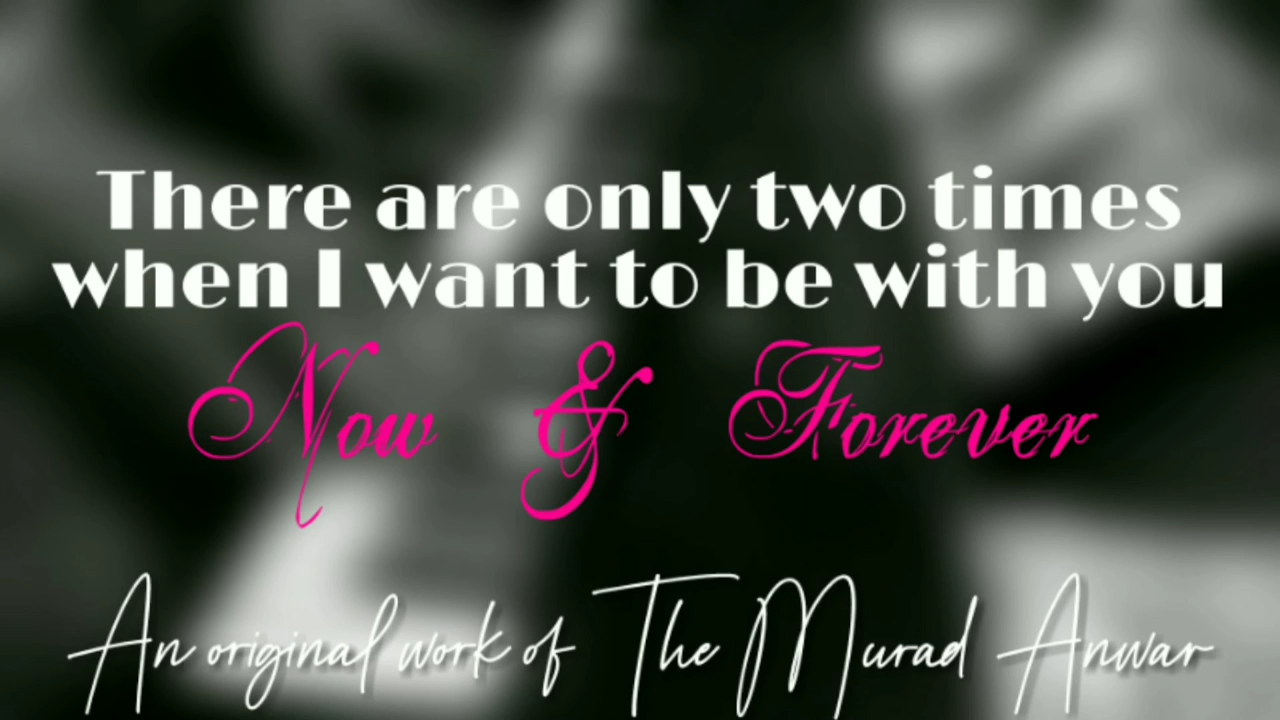 There are only two times
when I want to be with you
Now & Forever
An original work of The Murad Anwar